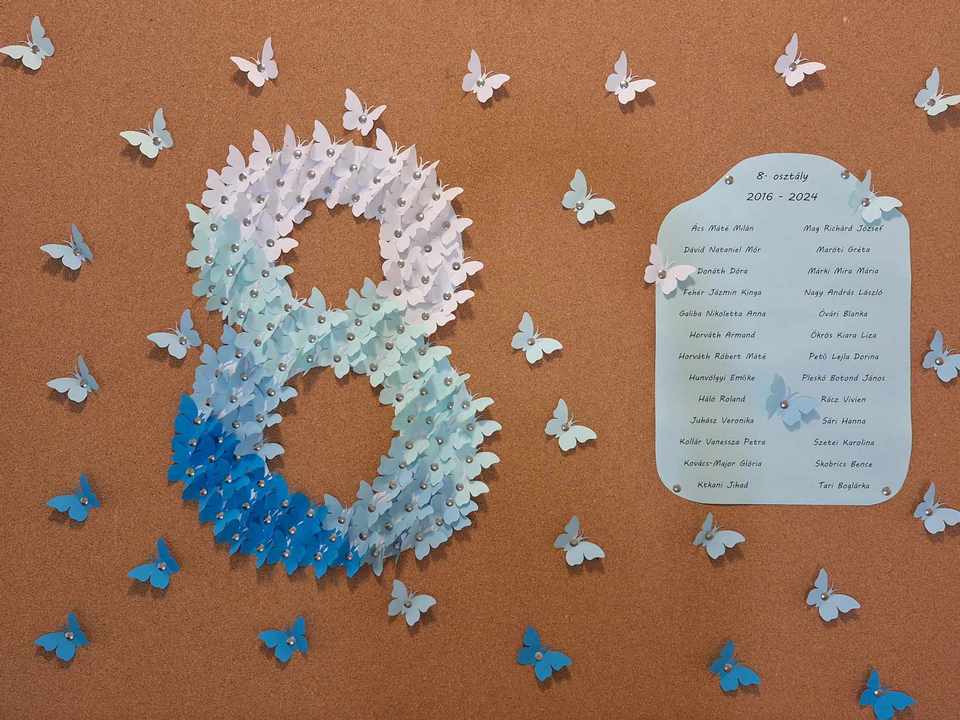 8. osztály
2016 - 2024
Ács Máté Milán
Dávid Nataniel Mór
Donáth Dóra
Fehér Jázmin Kinga
Galiba Nikoletta Anna
Horváth Armand
Horváth Róbert Máté
Hunvölgyi Emőke
Háló Roland
Juhász Veronika
Kollár Vanessza Petra
Kovács-Major Glória
Ktkani Jihad
Mag Richárd József
Maróti Gréta
Márki Mira Mária
Nagy András László
Óvári Blanka
Ökrös Kiara Liza
Pető Lejla Dorina
Pleskó Botond János
Rácz Vivien
Sári Hanna
Szetei Karolina
Skobrics Bence
Tari Boglárka